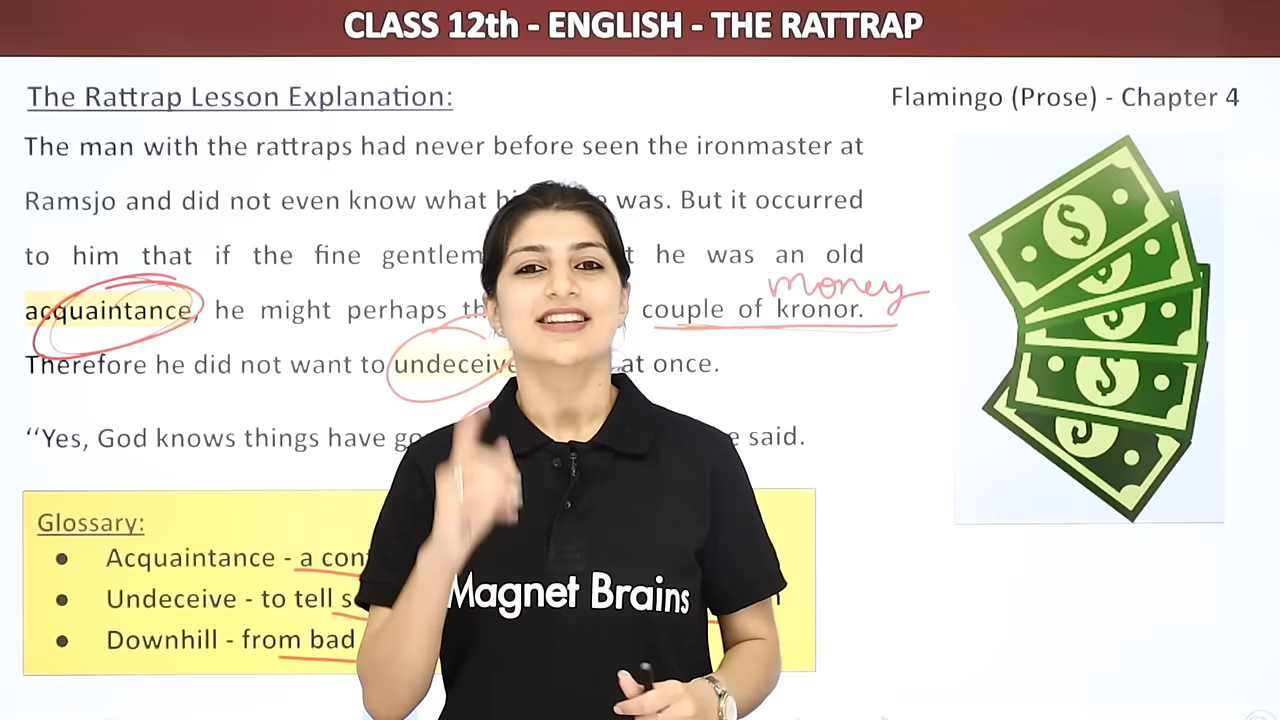 CLASS 12th - ENGLISH - THE RATTRAP
The Rattrap Lesson Explanation:
Flamingo (Prose) - Chapter 4
The man with the rattraps had never before seen the ironmaster at
Ramsjo and did not even know what was. But it occurred
to him that if the fine he was an old
money
acquaintance, he might perhaps couple of kronor.
Therefore he did not want to undeceive at once.
‘‘Yes, God knows things have said.
Glossary:
● Acquaintance - a
● Undeceive - to tell
● Downhill - from bad
Magnet Brains
$
$
$
$
$